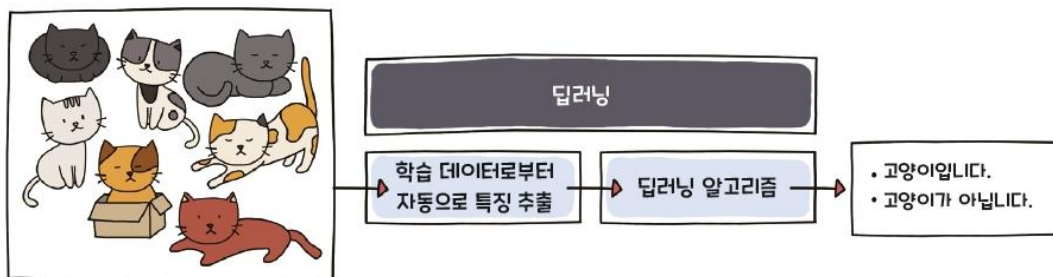 딥러닝
학습 데이터로부터
자동으로 특징 추출
딥러닝 알고리즘
• 고양이입니다.
• 고양이가 아닙니다.